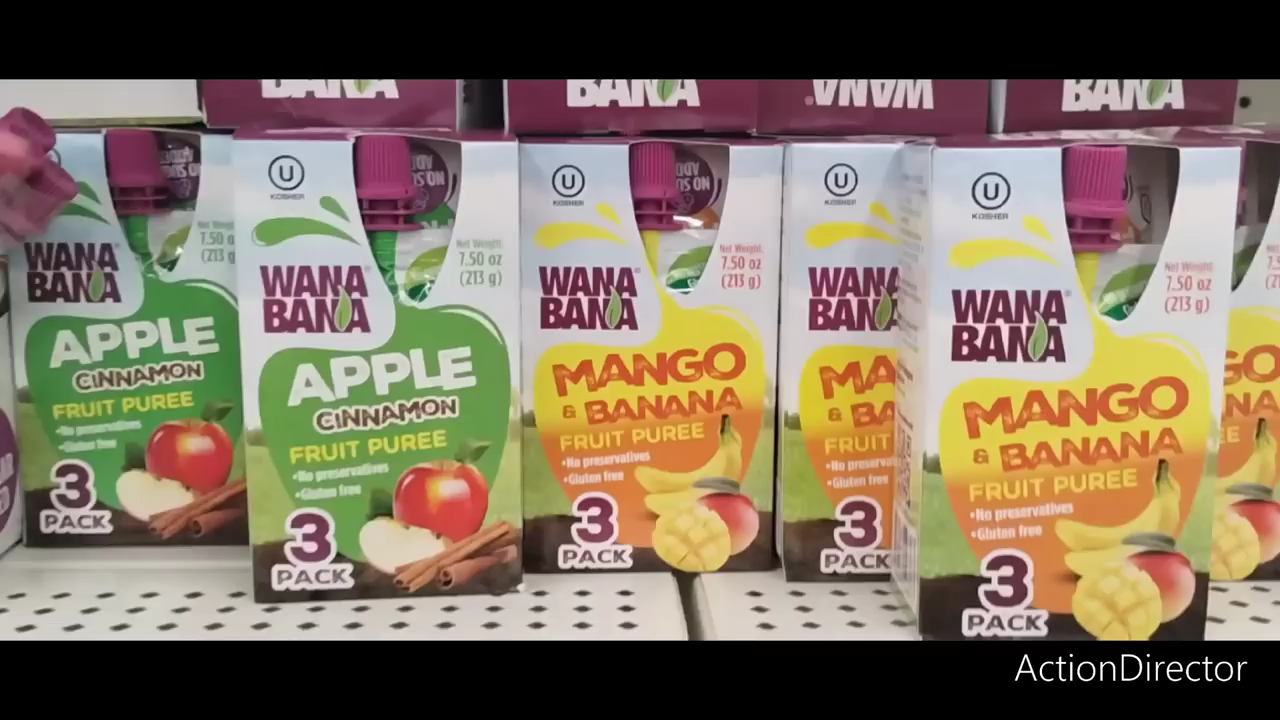 BANA
BANA
WANA
BANA
WANA
BANA
APPLE
CINNAMON
FRUIT PUREE
•No preservatives
•Gluten free
3
PACK
U
KOSHER
Net Weight
7.50 oz
(213 g)
WANA
BANA
APPLE
CINNAMON
FRUIT PUREE
•No preservatives
•Gluten free
3
PACK
U
KOSHER
Net Weight
7.50 oz
(213 g)
WANA
BANA
MANGO
& BANANA
FRUIT PUREE
•No preservatives
•Gluten free
3
PACK
U
KOSHER
WANA
BANA
FRUIT
•Gluten free
3
PACK
U
KOSHER
Net Weight
7.50 oz
(213 g)
WANA
BANA
MANGO
& BANANA
FRUIT PUREE
•No preservatives
•Gluten free
3
PACK
ActionDirector